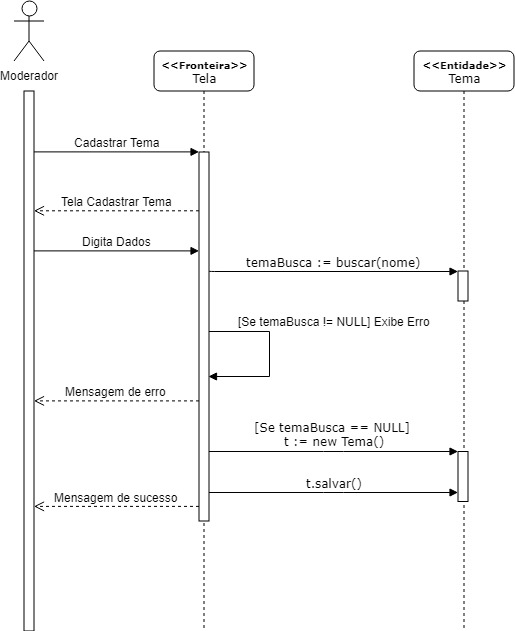 Moderador
<<Fronteira>>
Tela
<<Entidade>>
Tema
Cadastrar Tema
Tela Cadastrar Tema
Digita Dados
temaBusca := buscar(nome)
[Se temaBusca != NULL] Exibe Erro
Mensagem de erro
[Se temaBusca == NULL]
t := new Tema()
t.salvar()
Mensagem de sucesso